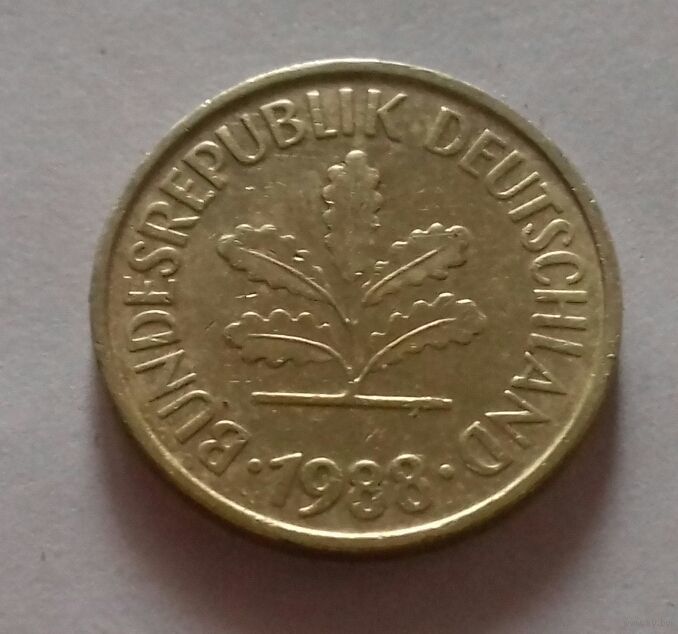 BUNDESREPUBLIK DEUTSCHLAND
· 1988 ·